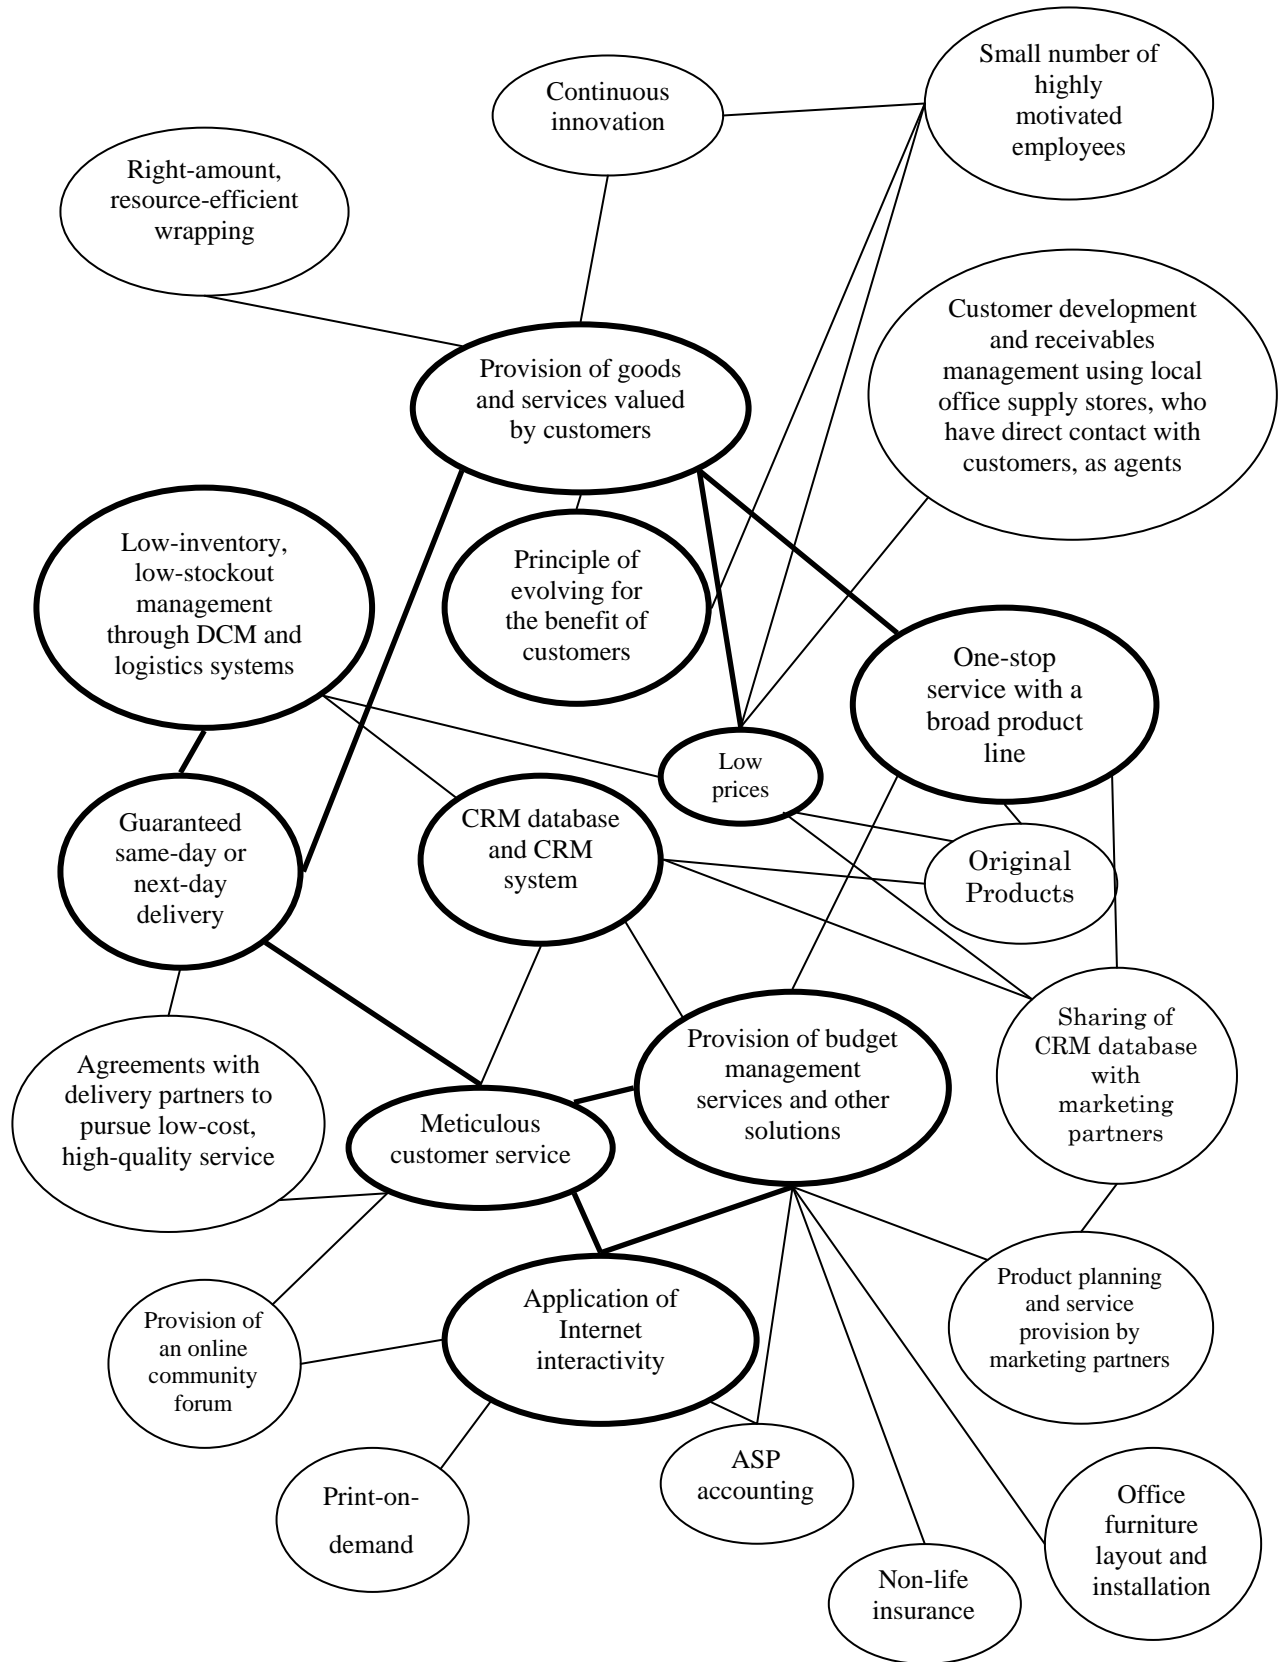 Small number of
highly
motivated
employees
Continuous
innovation
Right-amount,
resource-efficient
wrapping
Customer development
and receivables
management using local
office supply stores, who
have direct contact with
customers, as agents
Provision of goods
and services valued
by customers
Low-inventory,
low-stockout
management
through DCM and
logistics systems
Principle of
evolving for
the benefit of
customers
One-stop
service with a
broad product
line
Low
prices
Guaranteed
same-day or
next-day
delivery
CRM database
and CRM
system
Original
Products
Provision of budget
management
services and other
solutions
Sharing of
CRM database
with
marketing
partners
Agreements with
delivery partners to
pursue low-cost,
high-quality service
Meticulous
customer service
Application of
Internet
interactivity
Product planning
and service
provision by
marketing partners
Provision of
an online
community
forum
Print-on-
demand
ASP
accounting
Office
furniture
layout and
installation
Non-life
insurance